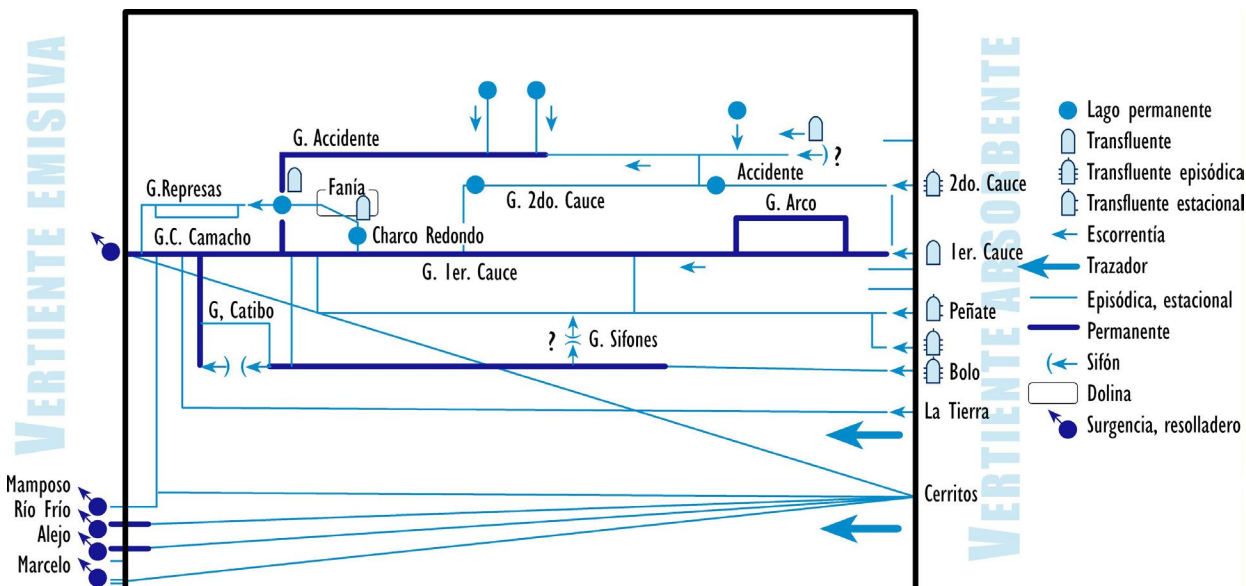 VERTIENTE EMISIVA
G. Accidente
?
Accidente
G.Represas
Fanía
G. 2do. Cauce
G. Arco
2do. Cauce
G.C. Camacho
Charco Redondo
G. 1er. Cauce
1er. Cauce
G, Catibo
?
G. Sifones
Peñate
Bolo
La Tierra
Cerritos
Mamposo
Río Frío
Alejo
Marcelo
VERTIENTE ABSORBENTE
Lago permanente
Transfluente
Transfluente episódica
Transfluente estacional
Escorrentía
Trazador
Episódica, estacional
Permanente
Sifón
Dolina
Surgencia, resolladero